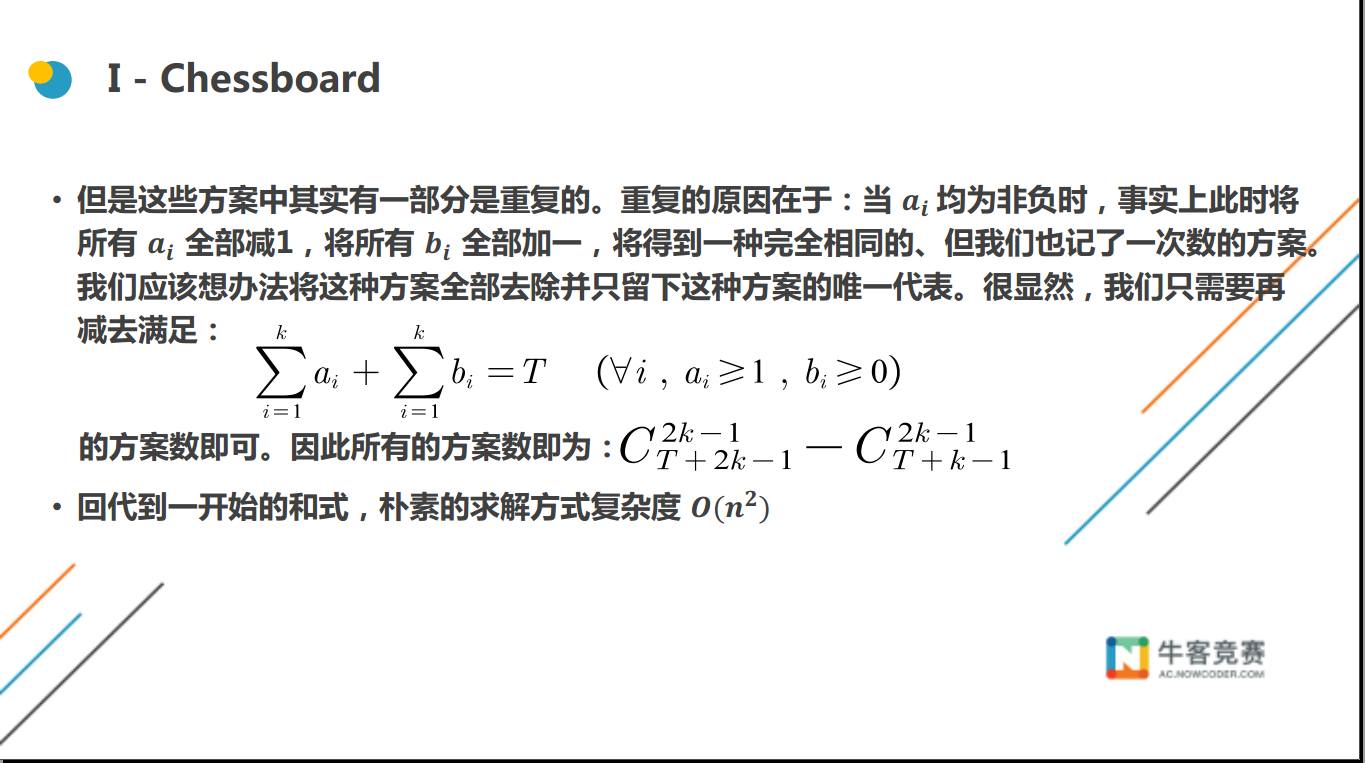 I - Chessboard
• 但是这些方案中其实有一部分是重复的。重复的原因在于：当 aᵢ 均为非负时，事实上此时将
所有 aᵢ 全部减1，将所有 bᵢ 全部加一，将得到一种完全相同的、但我们也记了一次数的方案。
我们应该想办法将这种方案全部去除并只留下这种方案的唯一代表。很显然，我们只需要再
减去满足：
\sum_{i=1}^{k} a_i + \sum_{i=1}^{k} b_i = T (∀i , a_i ⩾ 1 , b_i ⩾ 0)
的方案数即可。因此所有的方案数即为：C_{T+2k-1}^{2k-1} - C_{T+k-1}^{2k-1}
• 回代到一开始的和式，朴素的求解方式复杂度 O(n²)
牛客竞赛
AC.NOWCODER.COM